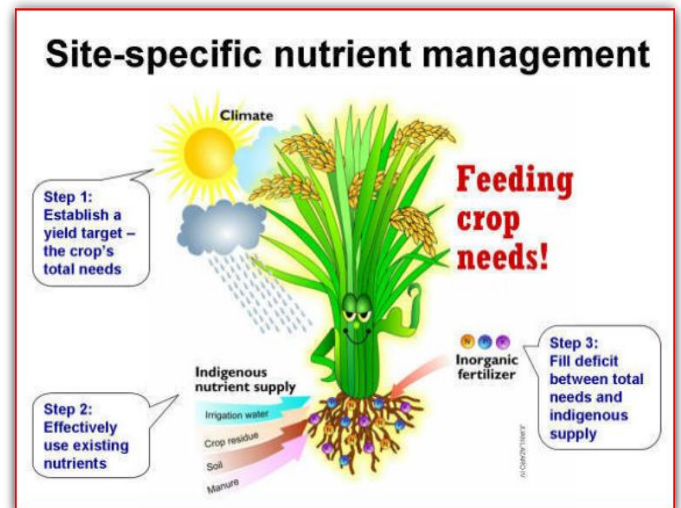 Site-specific nutrient management
Climate
Step 1:
Establish a
yield target –
the crop's
total needs
Feeding
crop
needs!
Indigenous
nutrient supply
Irrigation water
Crop residue
Soil
Manure
Step 2:
Effectively
use existing
nutrients
N P K
Inorganic
fertilizer
Step 3:
Fill deficit
between total
needs and
indigenous
supply